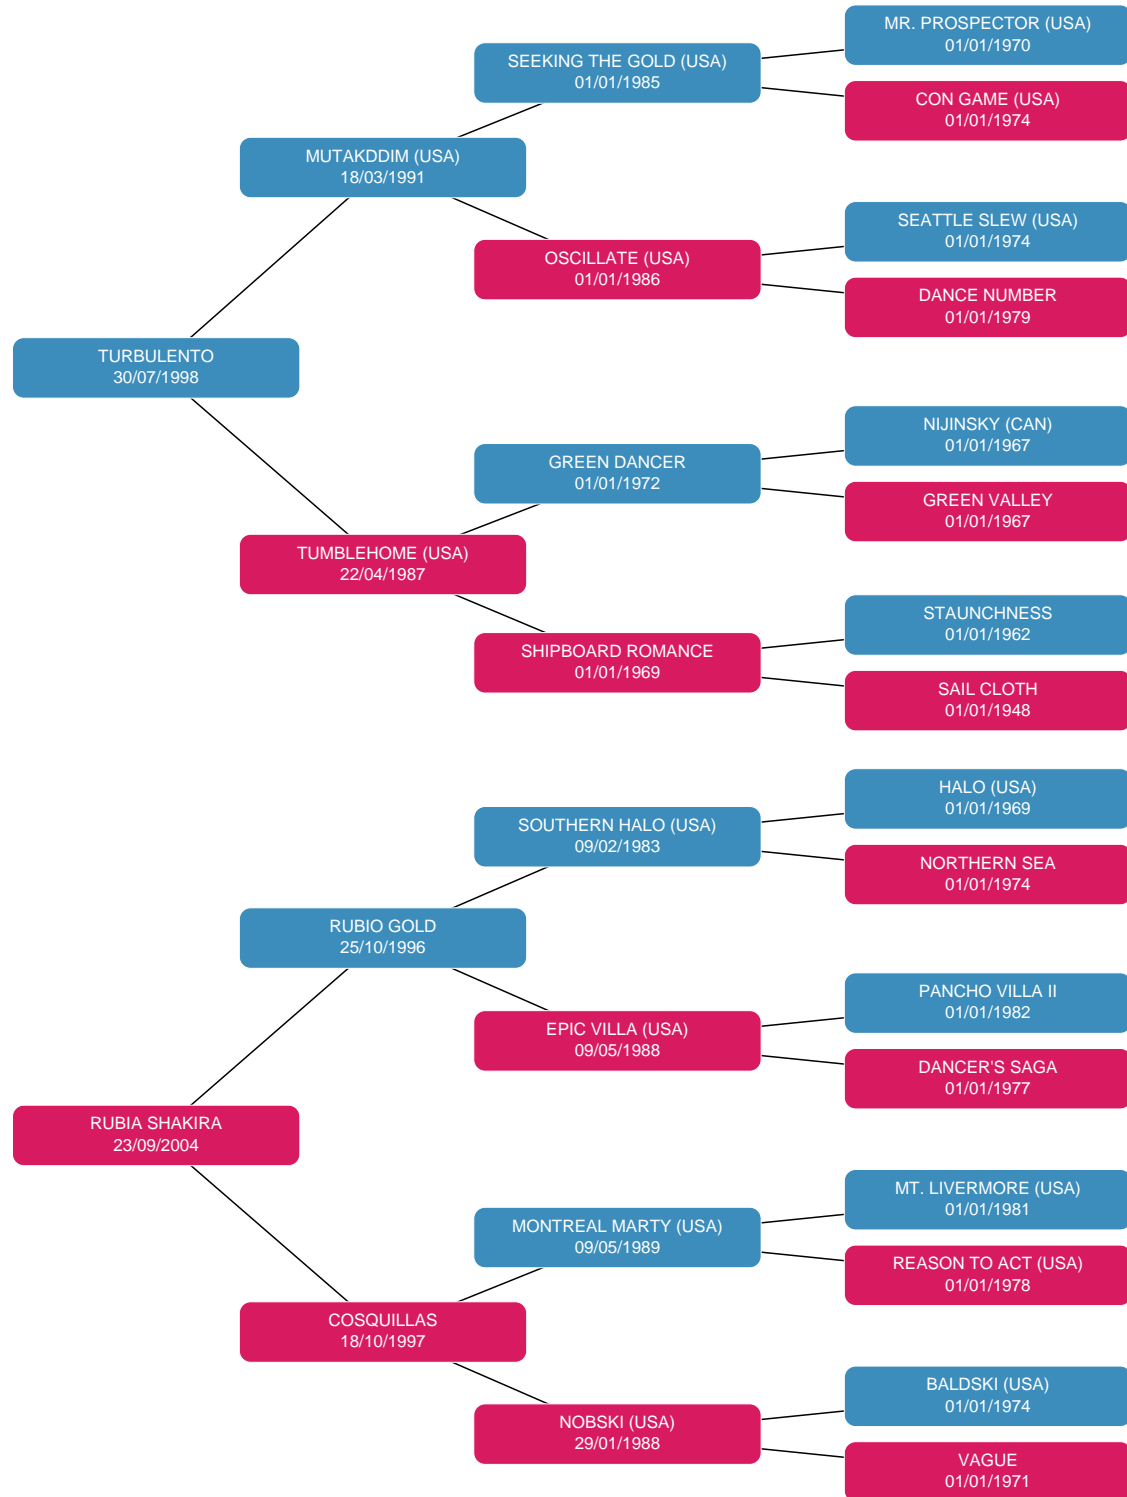 MR. PROSPECTOR (USA)
01/01/1970
SEEKING THE GOLD (USA)
01/01/1985
CON GAME (USA)
01/01/1974
MUTAKDDIM (USA)
18/03/1991
SEATTLE SLEW (USA)
01/01/1974
OSCILLATE (USA)
01/01/1986
DANCE NUMBER
01/01/1979
TURBULENTO
30/07/1998
NIJINSKY (CAN)
01/01/1967
GREEN DANCER
01/01/1972
GREEN VALLEY
01/01/1967
TUMBLEHOME (USA)
22/04/1987
STAUNCHNESS
01/01/1962
SHIPBOARD ROMANCE
01/01/1969
SAIL CLOTH
01/01/1948
HALO (USA)
01/01/1969
SOUTHERN HALO (USA)
09/02/1983
NORTHERN SEA
01/01/1974
RUBIO GOLD
25/10/1996
PANCHO VILLA II
01/01/1982
EPIC VILLA (USA)
09/05/1988
DANCER'S SAGA
01/01/1977
RUBIA SHAKIRA
23/09/2004
MT. LIVERMORE (USA)
01/01/1981
MONTREAL MARTY (USA)
09/05/1989
REASON TO ACT (USA)
01/01/1978
COSQUILLAS
18/10/1997
BALDSKI (USA)
01/01/1974
NOBSKI (USA)
29/01/1988
VAGUE
01/01/1971